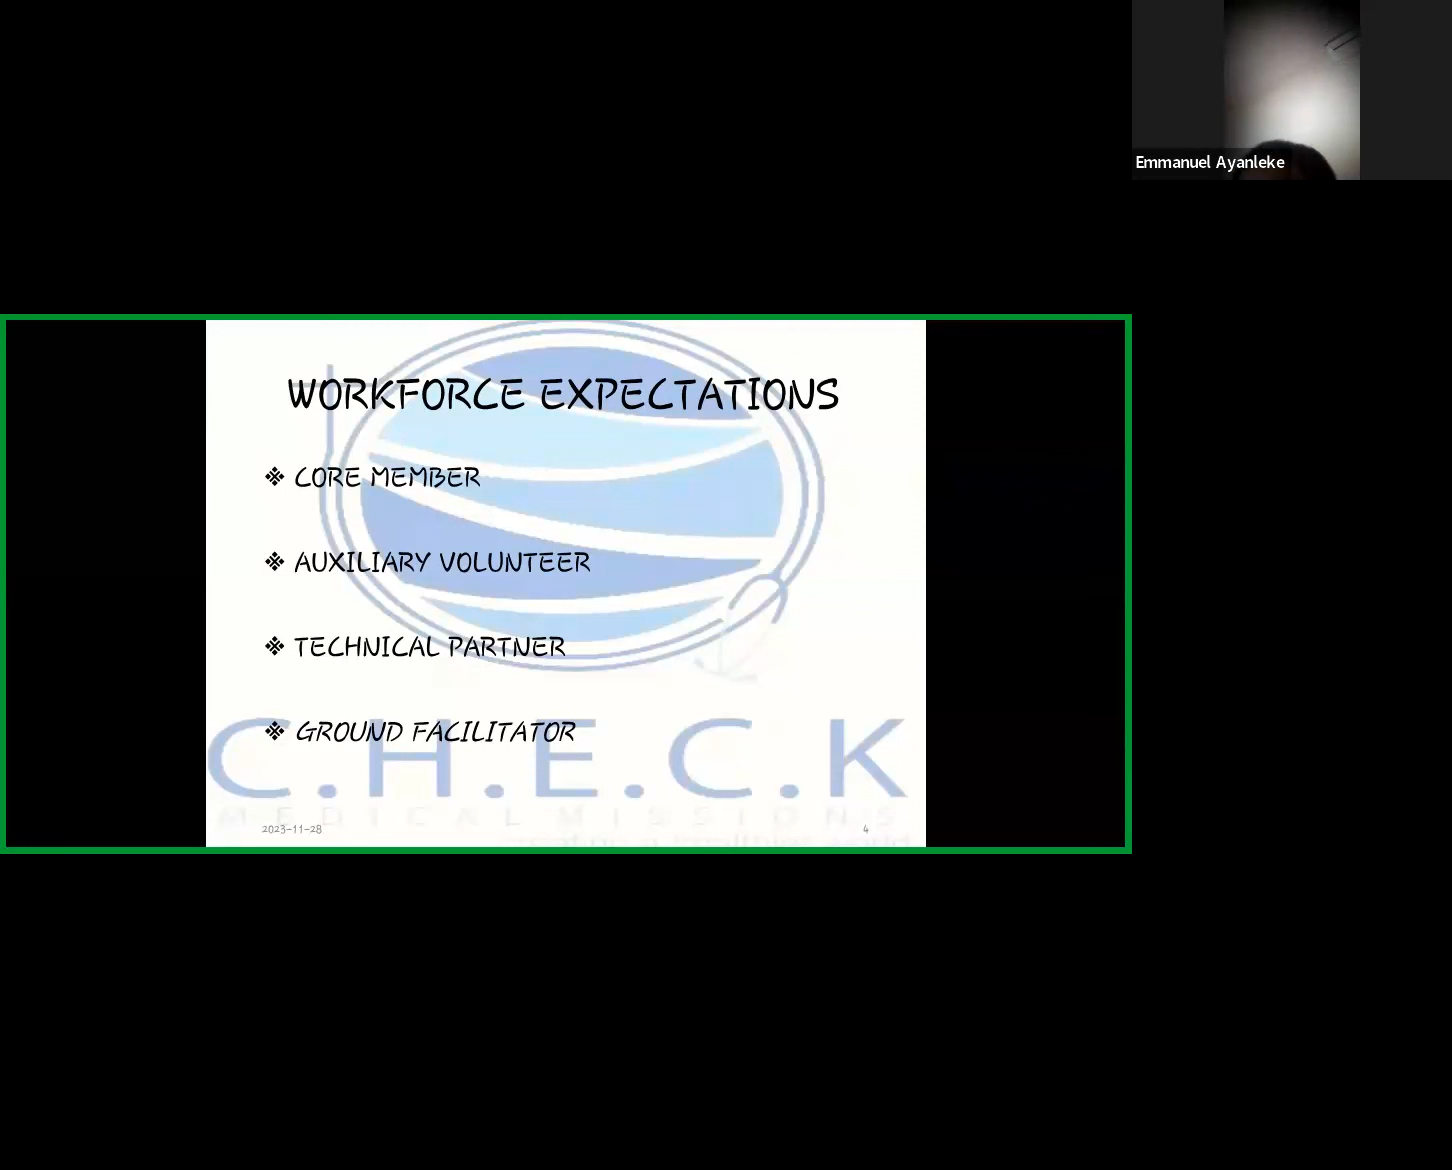 Emmanuel Ayanleke
WORKFORCE EXPECTATIONS
❖ CORE MEMBER
❖ AUXILIARY VOLUNTEER
❖ TECHNICAL PARTNER
❖ GROUND FACILITATOR
C.H.E.C.K
MEDICAL MISSIONS
2023-11-28
4